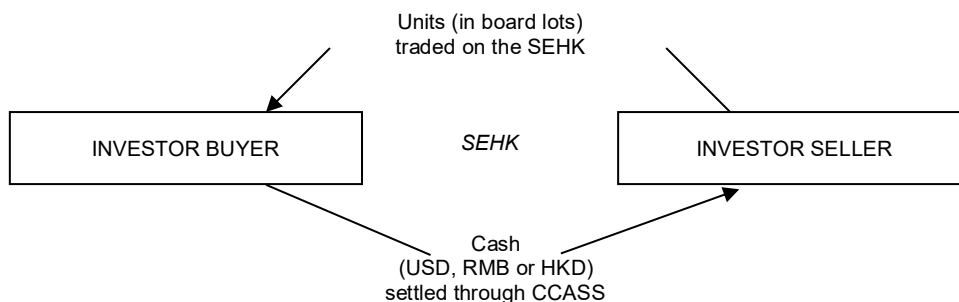 Units (in board lots)
traded on the SEHK
INVESTOR BUYER
SEHK
INVESTOR SELLER
Cash
(USD, RMB or HKD)
settled through CCASS